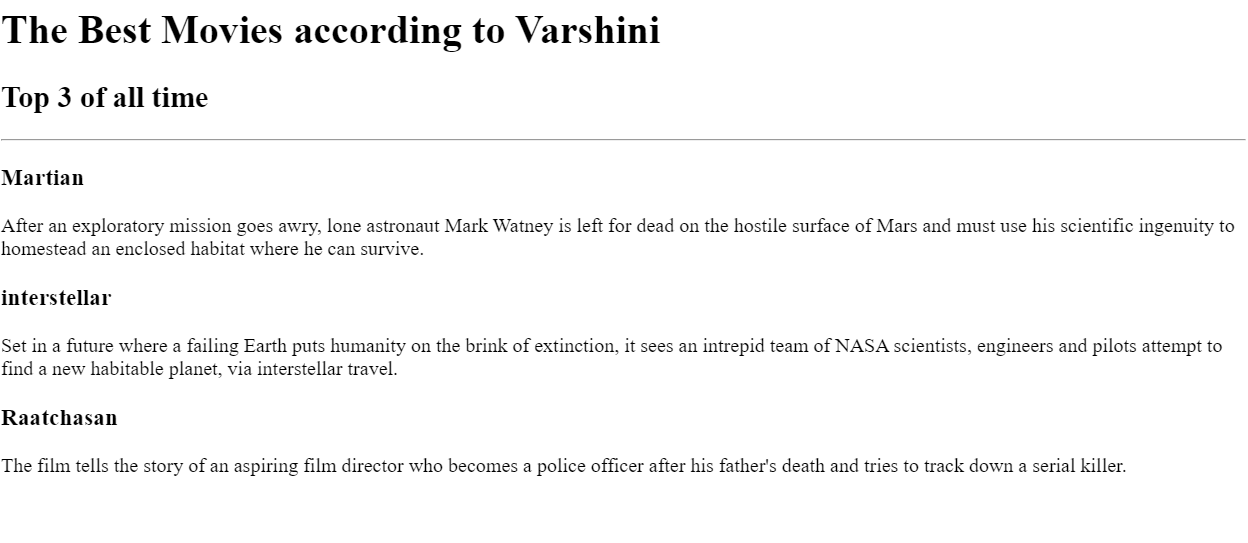 The Best Movies according to Varshini
Top 3 of all time
Martian
After an exploratory mission goes awry, lone astronaut Mark Watney is left for dead on the hostile surface of Mars and must use his scientific ingenuity to
homestead an enclosed habitat where he can survive.
interstellar
Set in a future where a failing Earth puts humanity on the brink of extinction, it sees an intrepid team of NASA scientists, engineers and pilots attempt to
find a new habitable planet, via interstellar travel.
Raatchasan
The film tells the story of an aspiring film director who becomes a police officer after his father's death and tries to track down a serial killer.